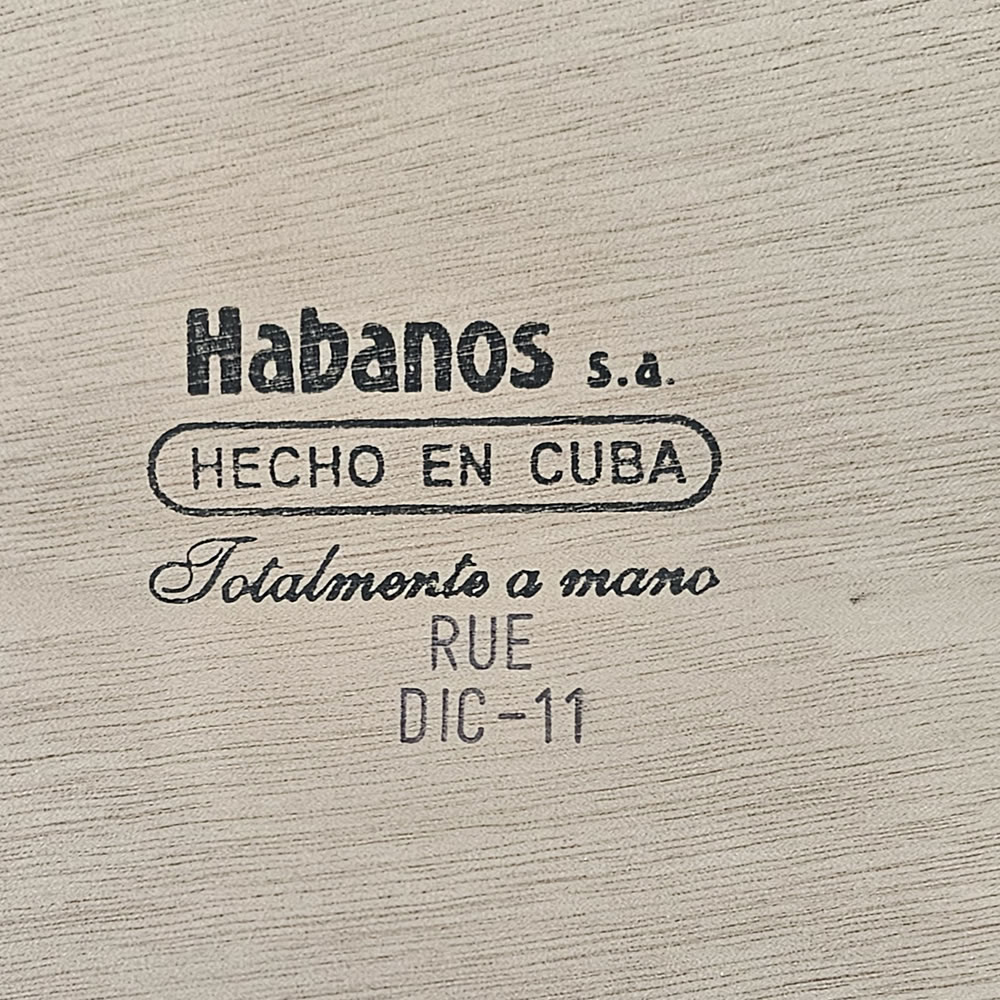 Habanos s.a.
HECHO EN CUBA
Totalmente a mano
RUE
DIC-11